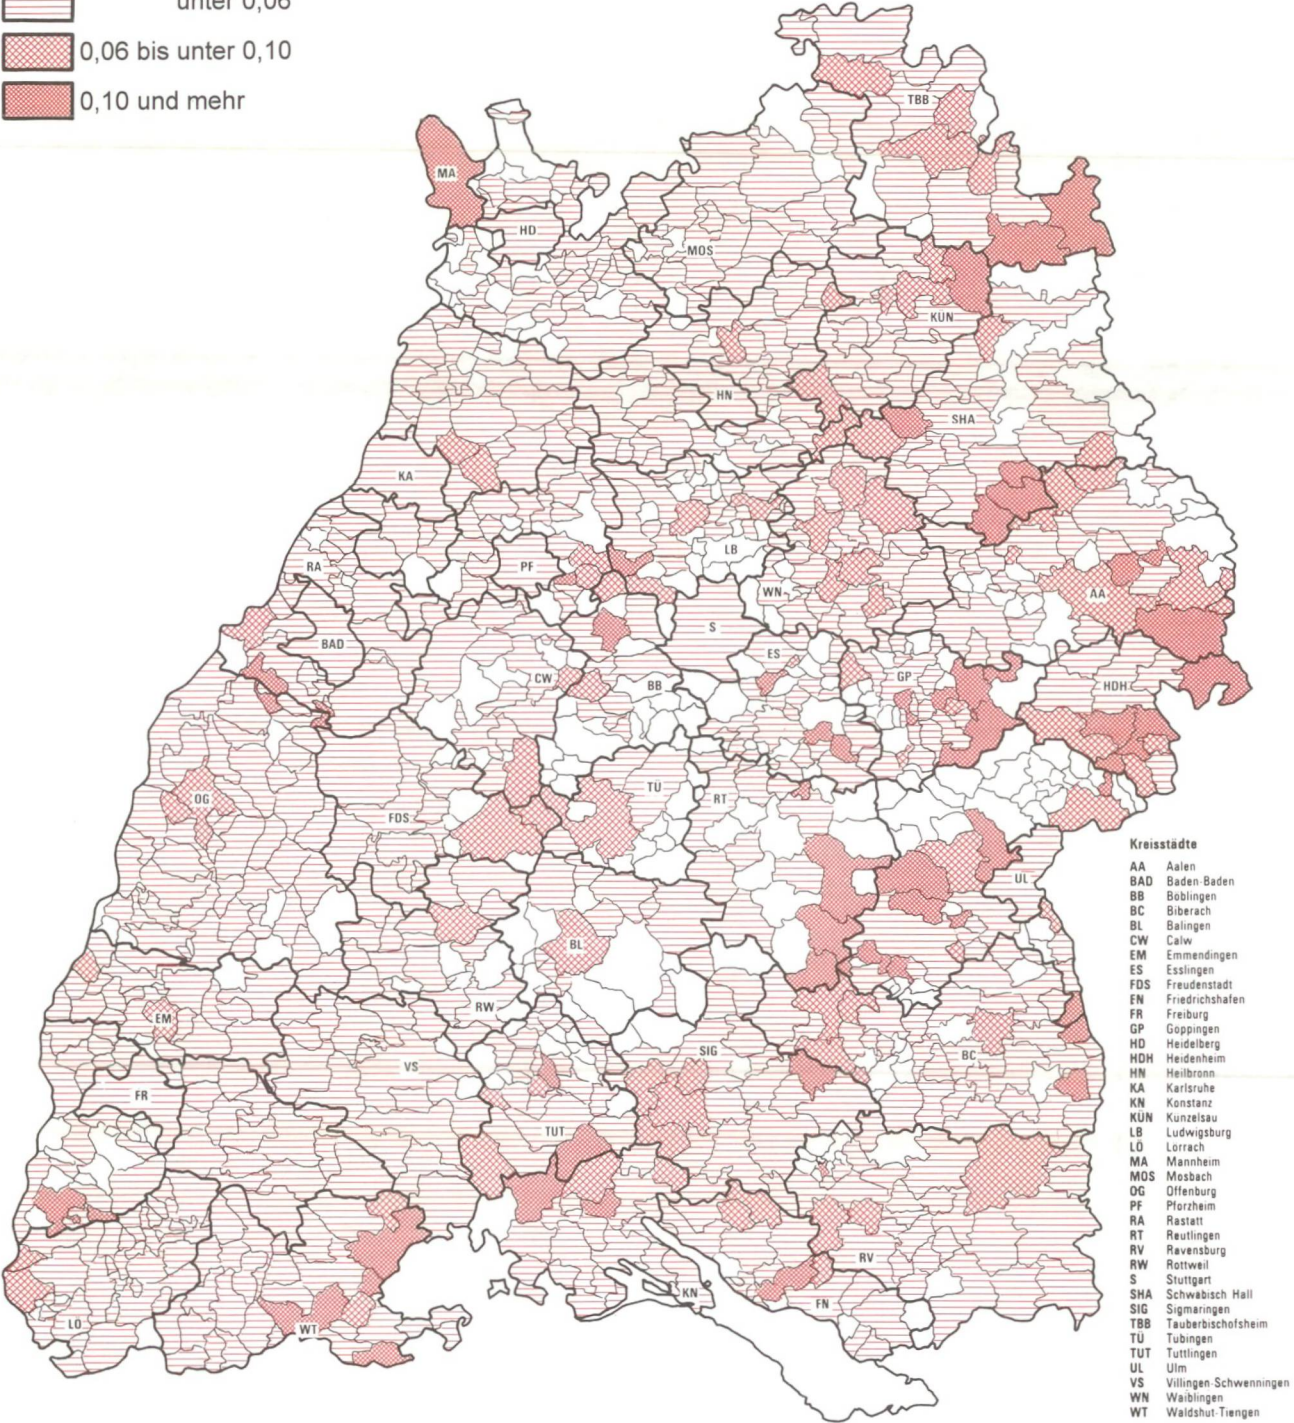 unter 0,06
0,06 bis unter 0,10
0,10 und mehr
TBB
MA
HD
MOS
KÜN
HN
SHA
KA
LB
RA
PF
WN
AA
S
BAD
ES
CW
BB
GP
HDH
TÜ
RT
OG
FDS
UL
BL
RW
EM
SIG
BC
VS
FR
TUT
RV
KN
FN
LÖ
WT
Kreisstädte
AA Aalen
BAD Baden-Baden
BB Böblingen
BC Biberach
BL Balingen
CW Calw
EM Emmendingen
ES Esslingen
FDS Freudenstadt
FN Friedrichshafen
FR Freiburg
GP Göppingen
HD Heidelberg
HDH Heidenheim
HN Heilbronn
KA Karlsruhe
KN Konstanz
KÜN Künzelsau
LB Ludwigsburg
LÖ Lörrach
MA Mannheim
MOS Mosbach
OG Offenburg
PF Pforzheim
RA Rastatt
RT Reutlingen
RV Ravensburg
RW Rottweil
S Stuttgart
SHA Schwäbisch Hall
SIG Sigmaringen
TBB Tauberbischofsheim
TÜ Tübingen
TUT Tuttlingen
UL Ulm
VS Villingen-Schwenningen
WN Waiblingen
WT Waldshut-Tiengen